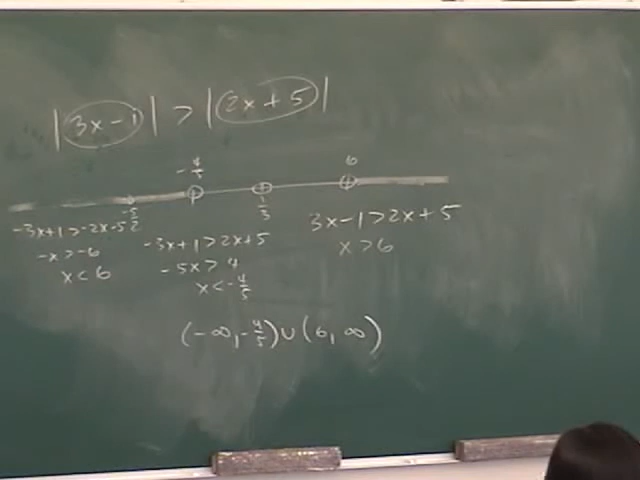 |3x-1| > |2x+5|
-4/5 6
-5/2 1/3
-3x+1>-2x-5 -3x+1>2x+5 3x-1>2x+5
-x>-6 -5x>4 x>6
x<6 x<-4/5
(-∞,-4/5)∪(6,∞)